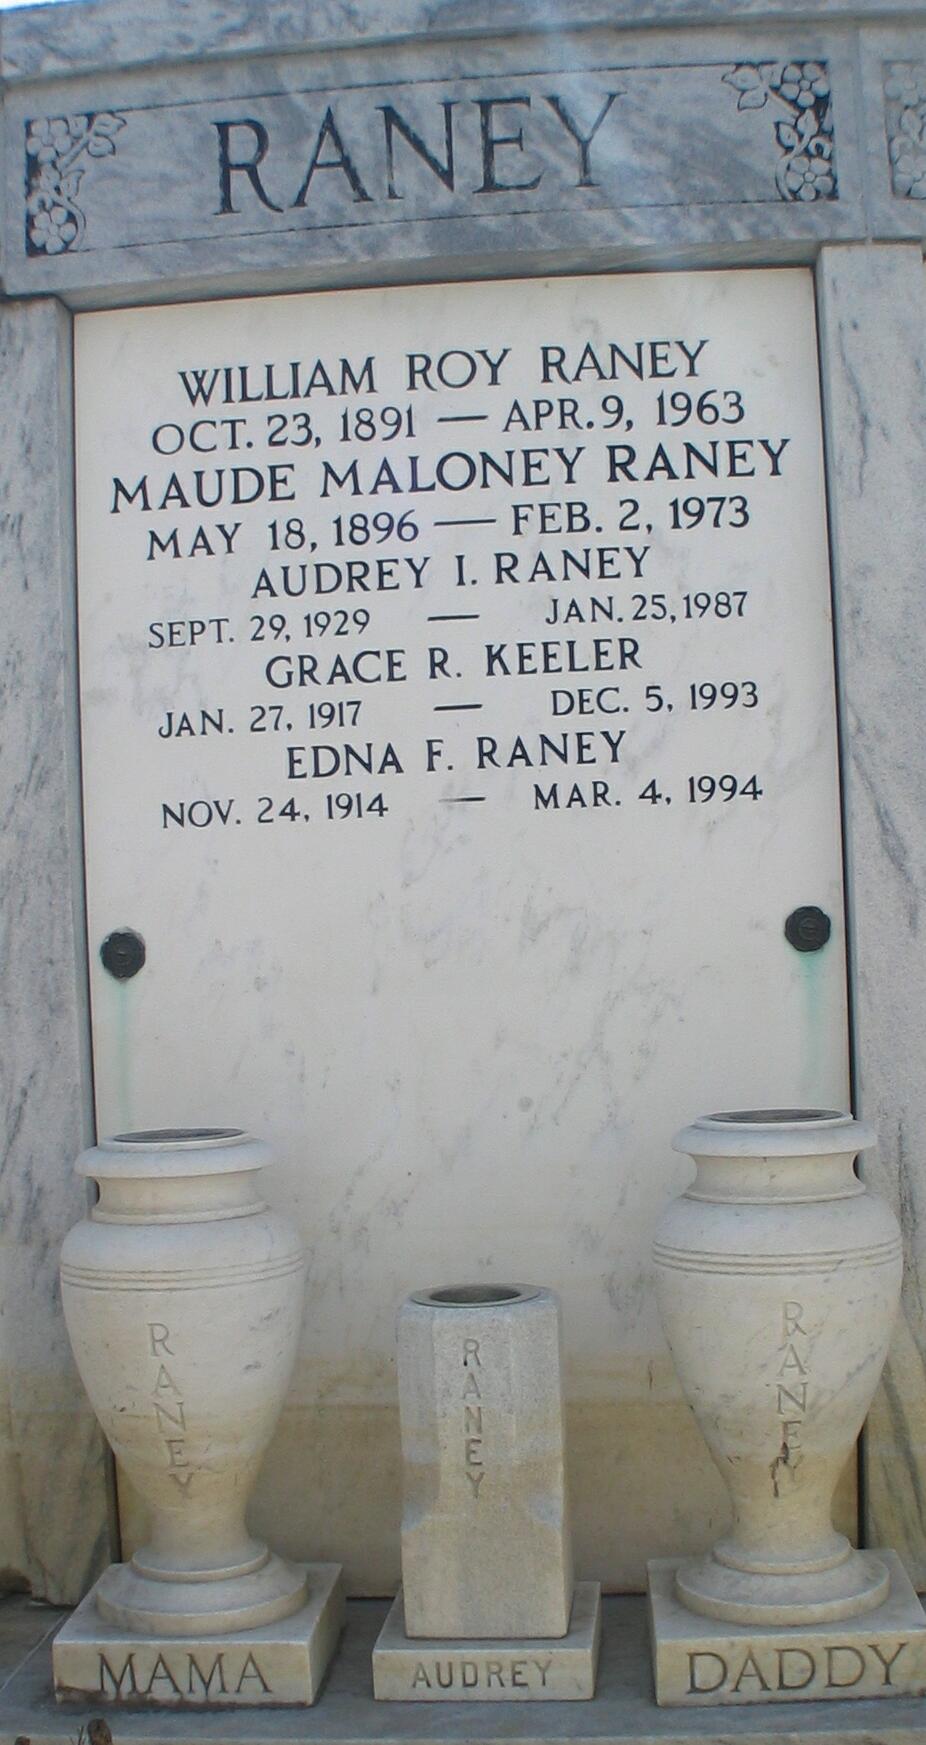 RANEY
WILLIAM ROY RANEY
OCT. 23, 1891 — APR. 9, 1963
MAUDE MALONEY RANEY
MAY 18, 1896 — FEB. 2, 1973
AUDREY I. RANEY
SEPT. 29, 1929 — JAN. 25, 1987
GRACE R. KEELER
JAN. 27, 1917 — DEC. 5, 1993
EDNA F. RANEY
NOV. 24, 1914 — MAR. 4, 1994
RANEY
MAMA
RANEY
AUDREY
RANEY
DADDY